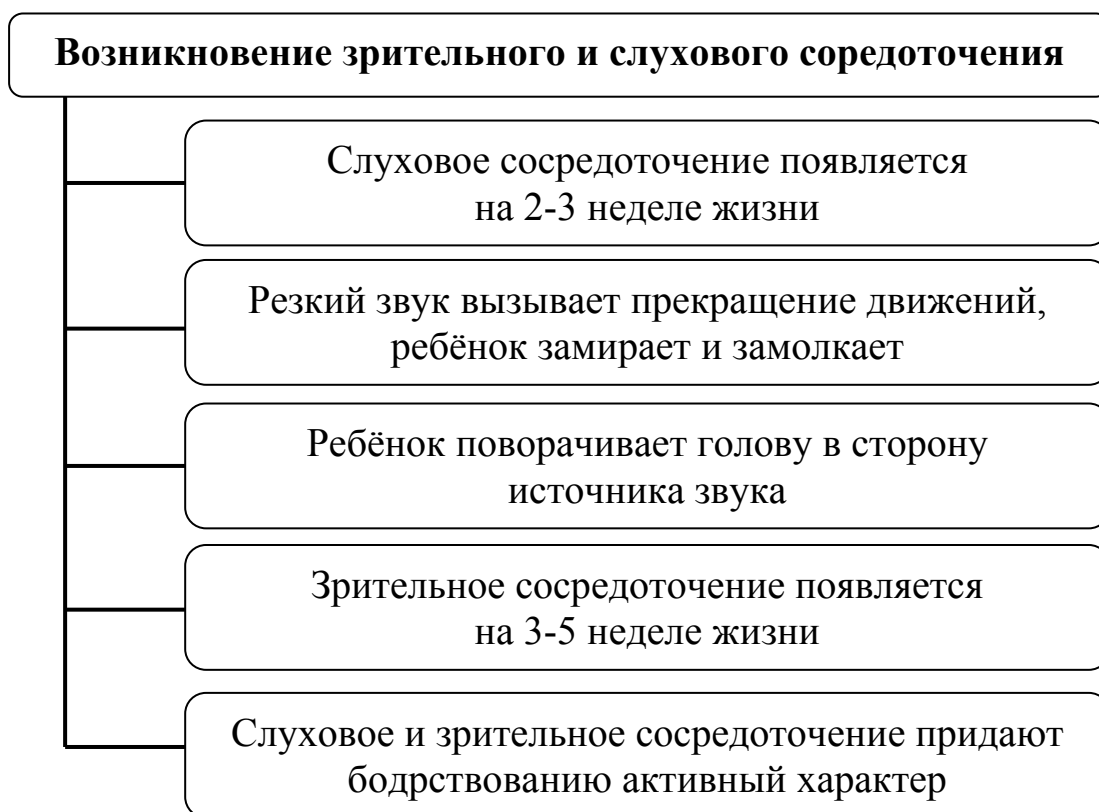 Возникновение зрительного и слухового соредоточения
Слуховое сосредоточение появляется
на 2-3 неделе жизни
Резкий звук вызывает прекращение движений,
ребёнок замирает и замолкает
Ребёнок поворачивает голову в сторону
источника звука
Зрительное сосредоточение появляется
на 3-5 неделе жизни
Слуховое и зрительное сосредоточение придают
бодрствованию активный характер